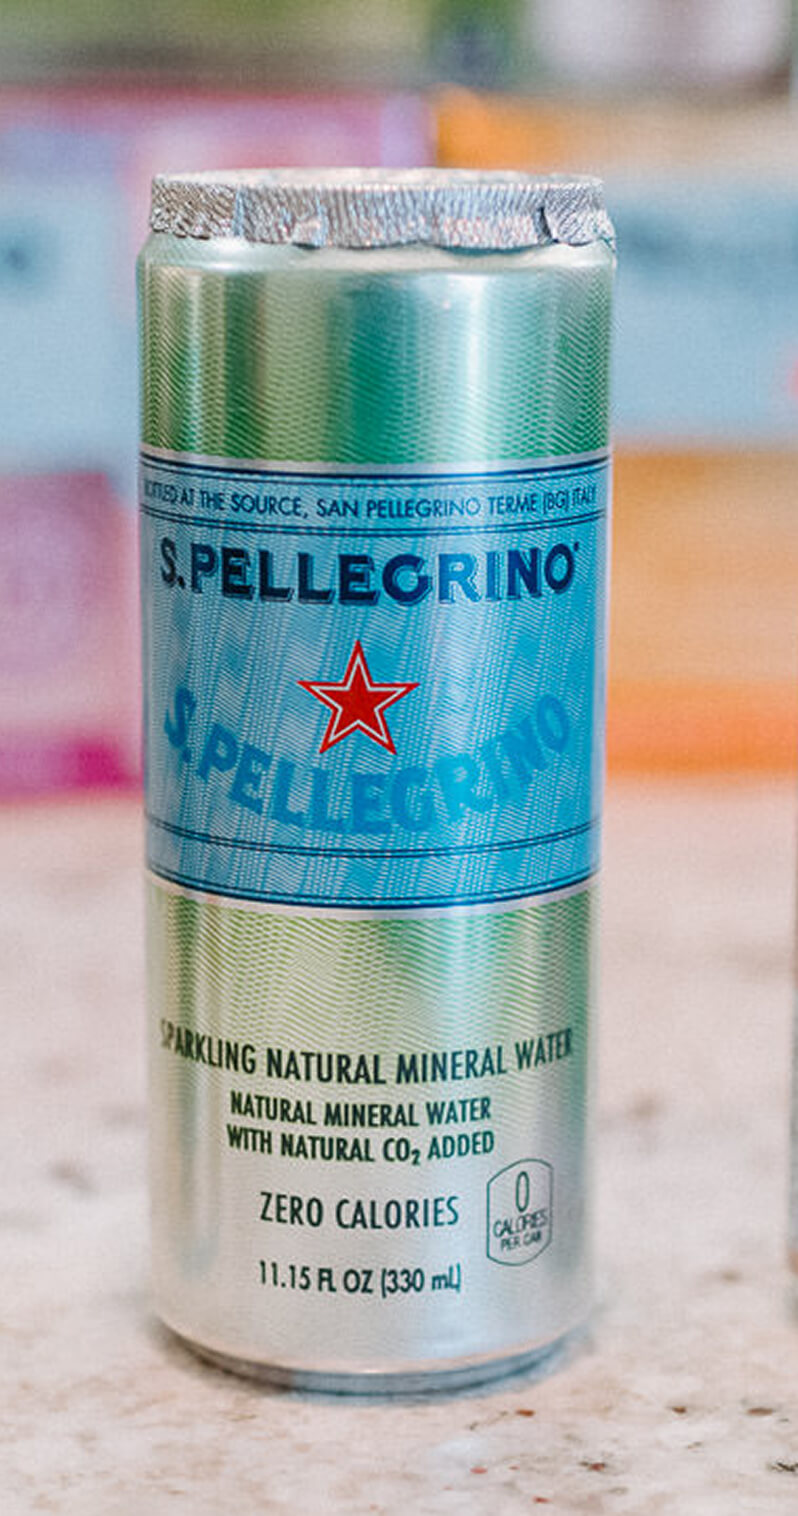 BOTTLED AT THE SOURCE, SAN PELLEGRINO TERME (BG) ITALY
S.PELLEGRINO®
S.PELLEGRINO
SPARKLING NATURAL MINERAL WATER
NATURAL MINERAL WATER
WITH NATURAL CO₂ ADDED
ZERO CALORIES
0
CALORIES
PER CAN
11.15 FL OZ (330 mL)